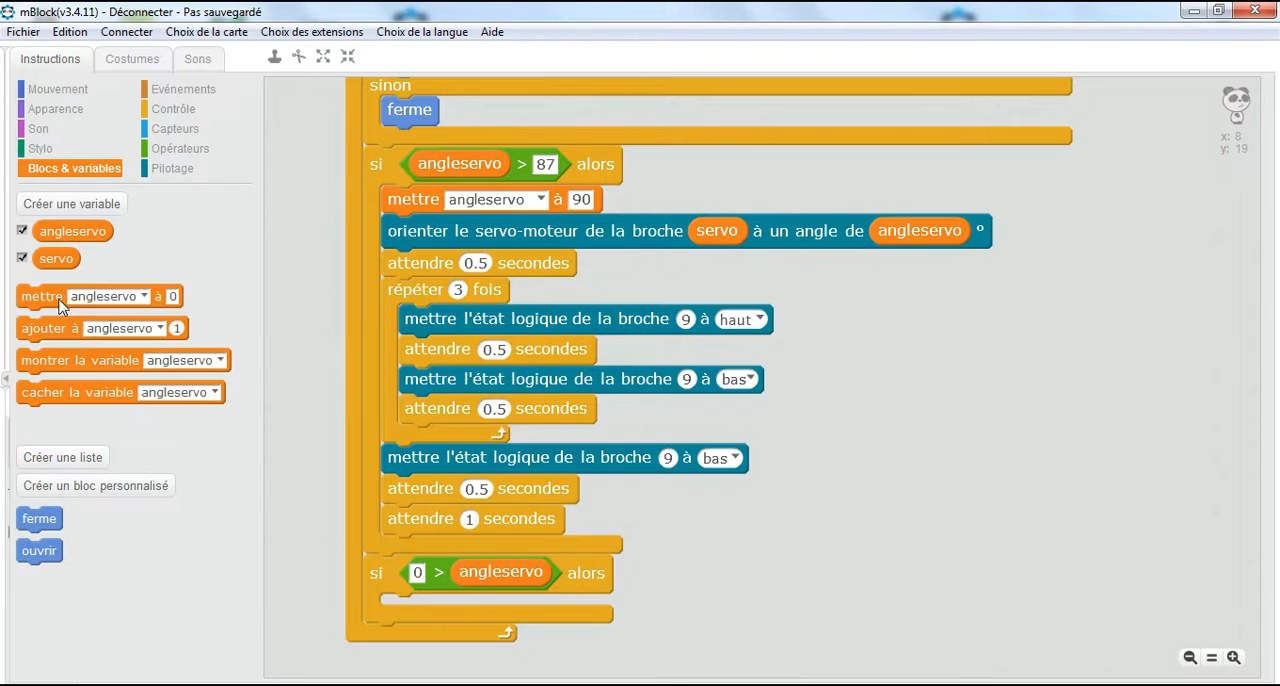 mBlock(v3.4.11) - Déconnecter - Pas sauvegardé
Fichier Edition Connecter Choix de la carte Choix des extensions Choix de la langue Aide
Instructions Costumes Sons
Mouvement Evénements
Apparence Contrôle
Son Capteurs
Stylo Opérateurs
Blocs & variables Pilotage
Créer une variable
angleservo
servo
mettre angleservo à 0
ajouter à angleservo 1
montrer la variable angleservo
cacher la variable angleservo
Créer une liste
Créer un bloc personnalisé
ferme
ouvrir
sinon
ferme
si angleservo > 87 alors
mettre angleservo à 90
orienter le servo-moteur de la broche servo à un angle de angleservo °
attendre 0.5 secondes
répéter 3 fois
mettre l'état logique de la broche 9 à haut
attendre 0.5 secondes
mettre l'état logique de la broche 9 à bas
attendre 0.5 secondes
mettre l'état logique de la broche 9 à bas
attendre 0.5 secondes
attendre 1 secondes
si 0 > angleservo alors
x: 8
y: 19